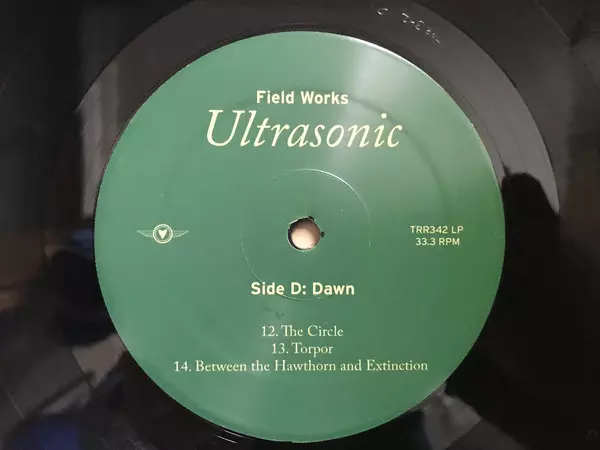 Field Works
Ultrasonic
TRR342 LP
33.3 RPM
Side D: Dawn
12. The Circle
13. Torpor
14. Between the Hawthorn and Extinction